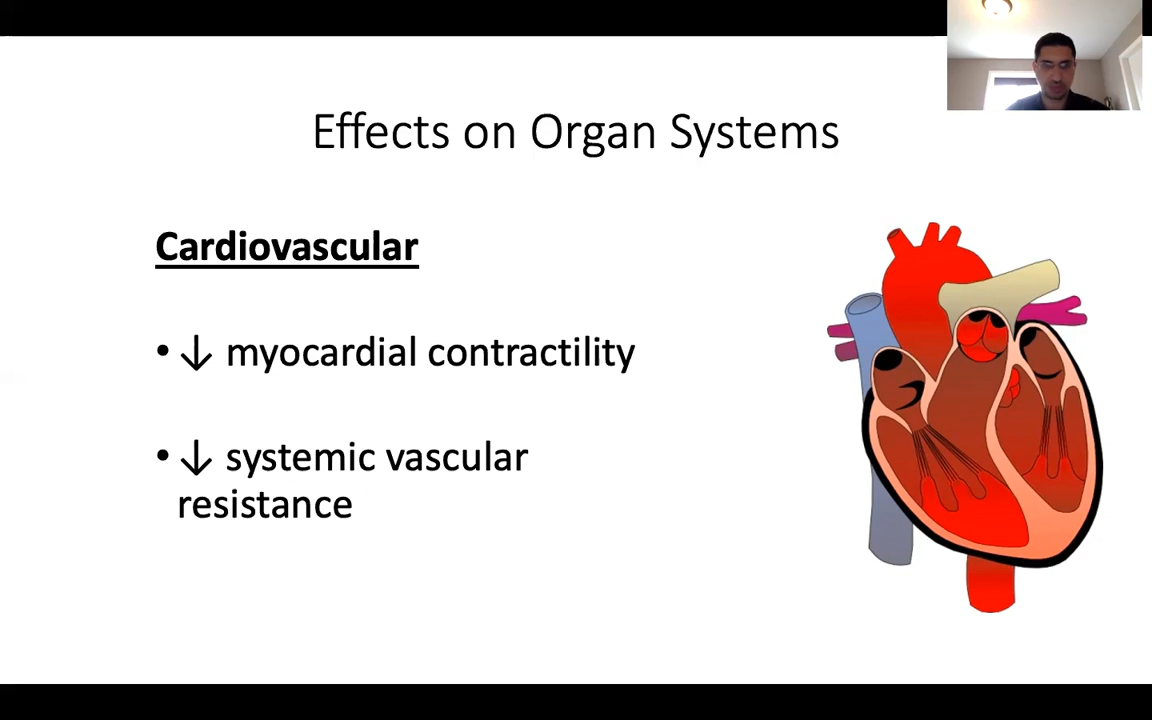 Effects on Organ Systems
Cardiovascular
• ↓ myocardial contractility
• ↓ systemic vascular
resistance